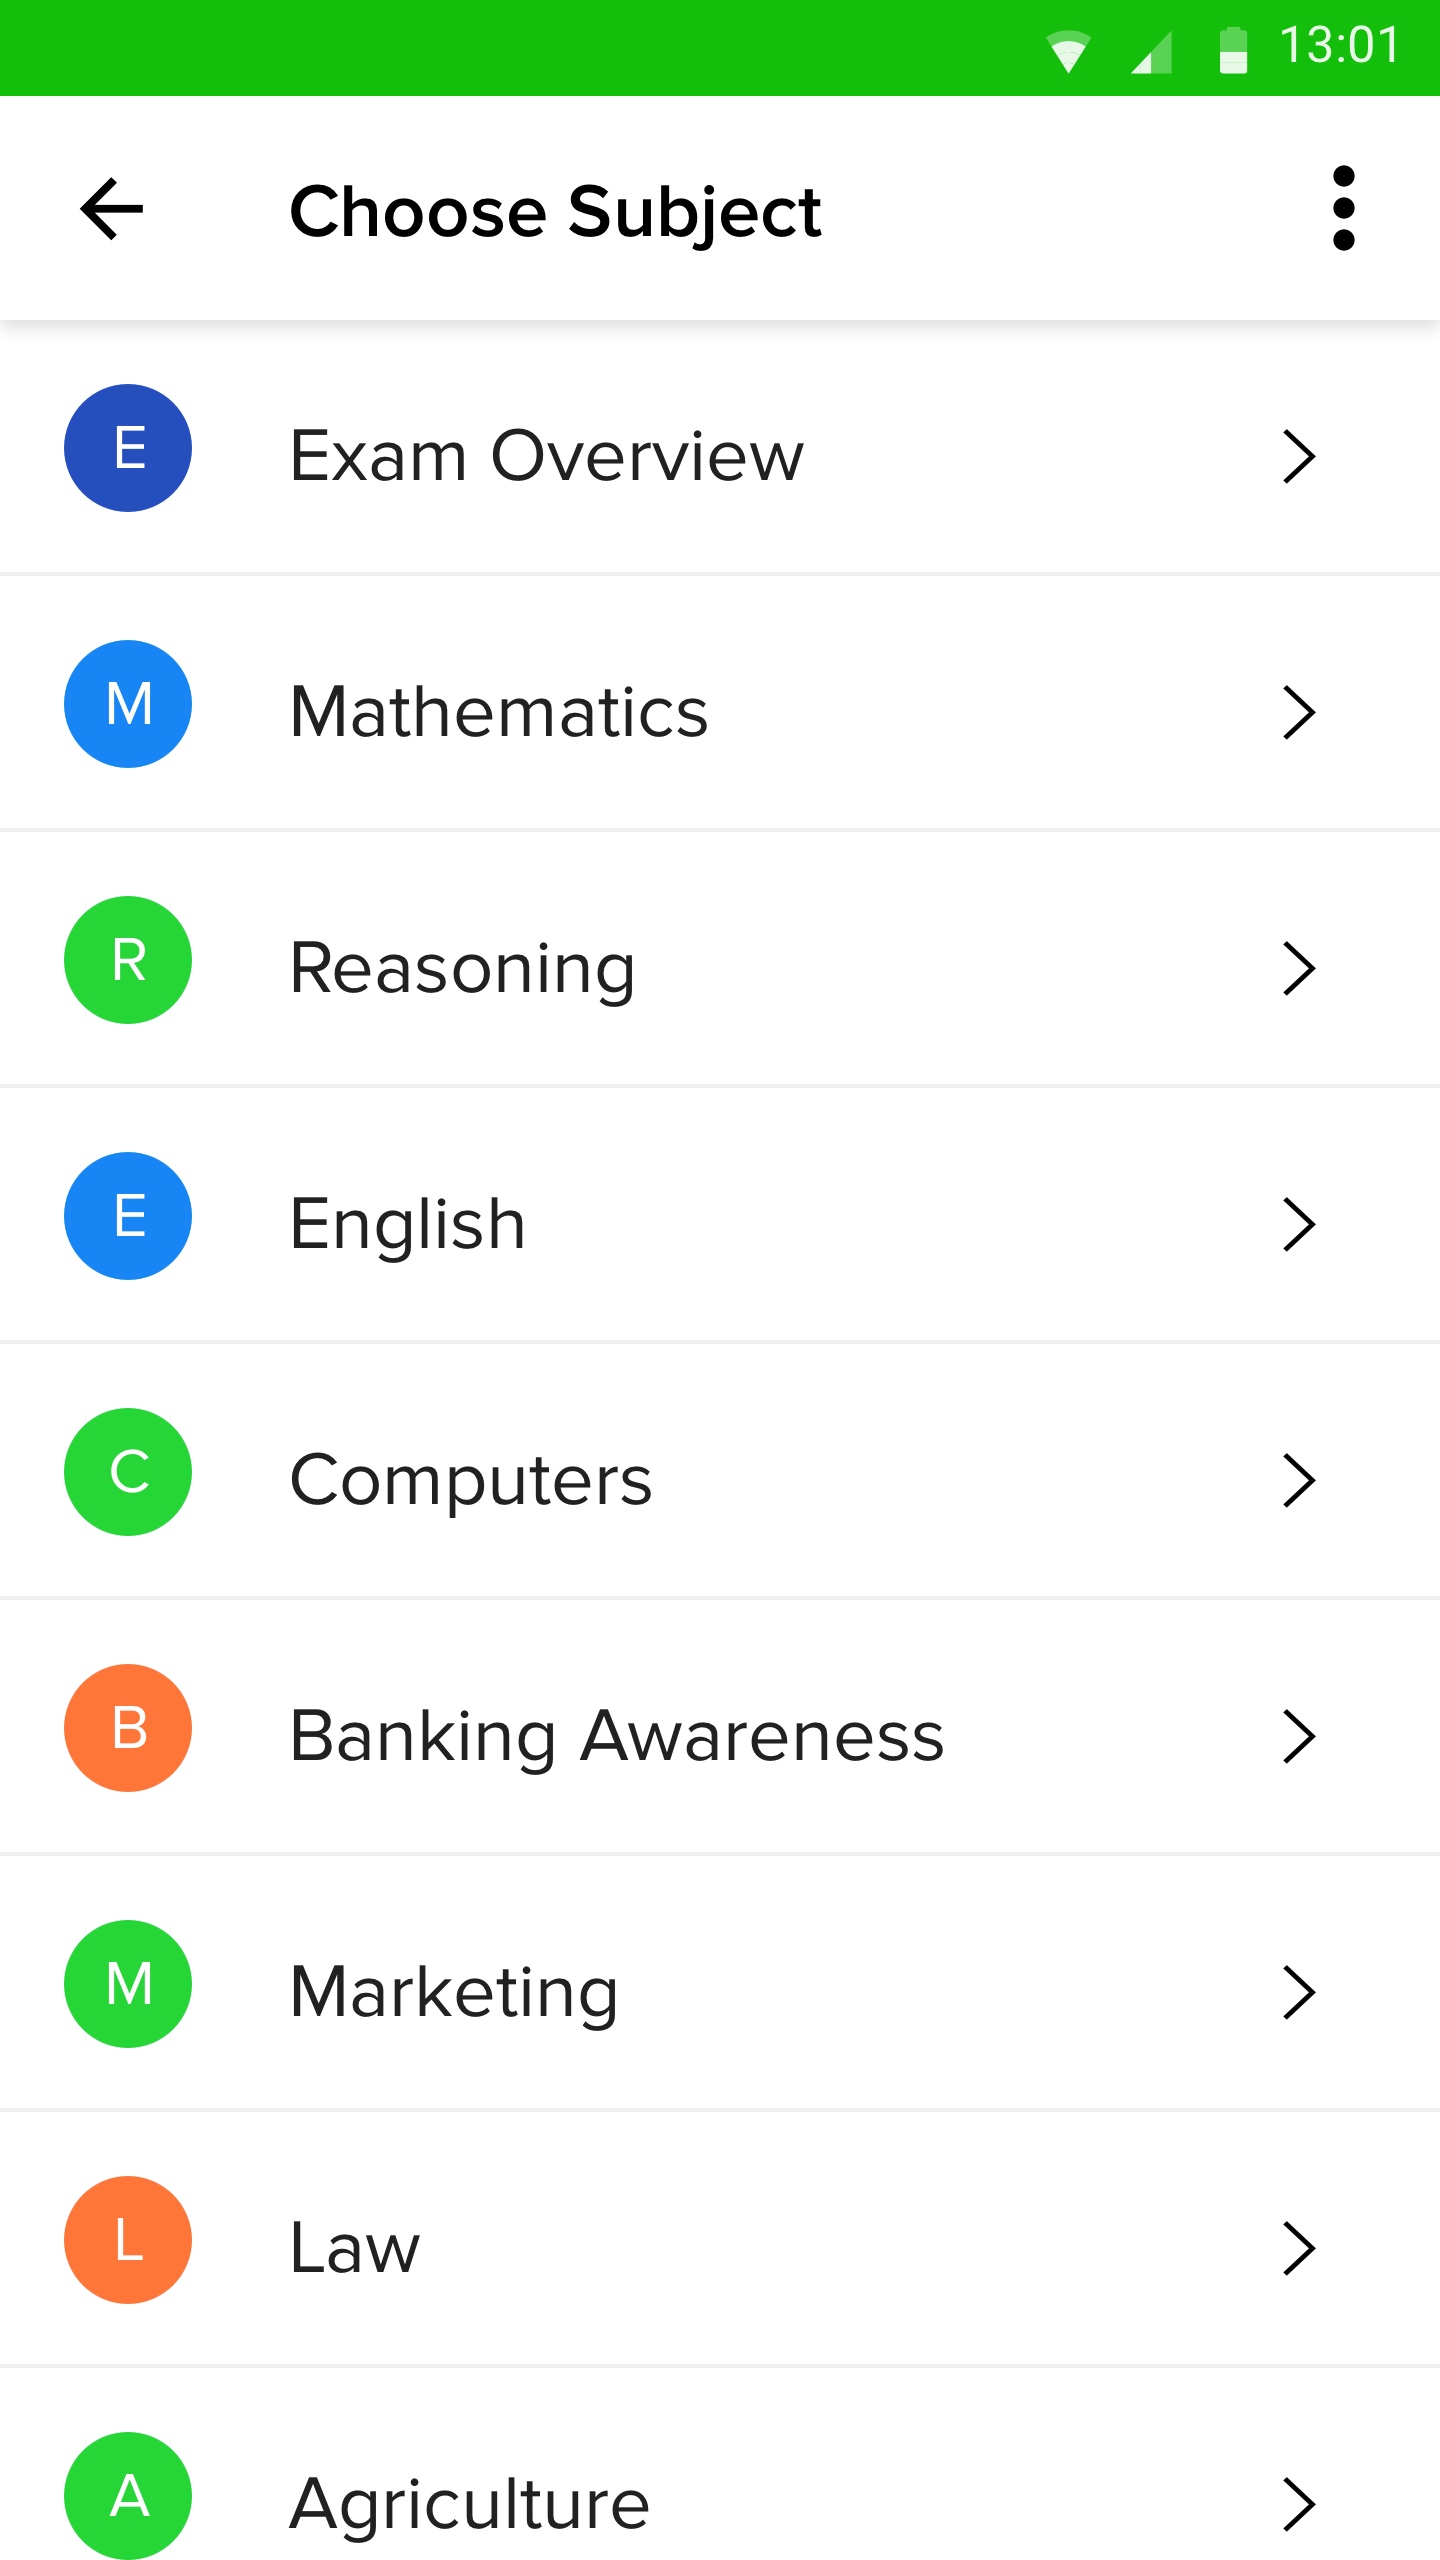 13:01
Choose Subject
E Exam Overview
M Mathematics
R Reasoning
E English
C Computers
B Banking Awareness
M Marketing
L Law
A Agriculture